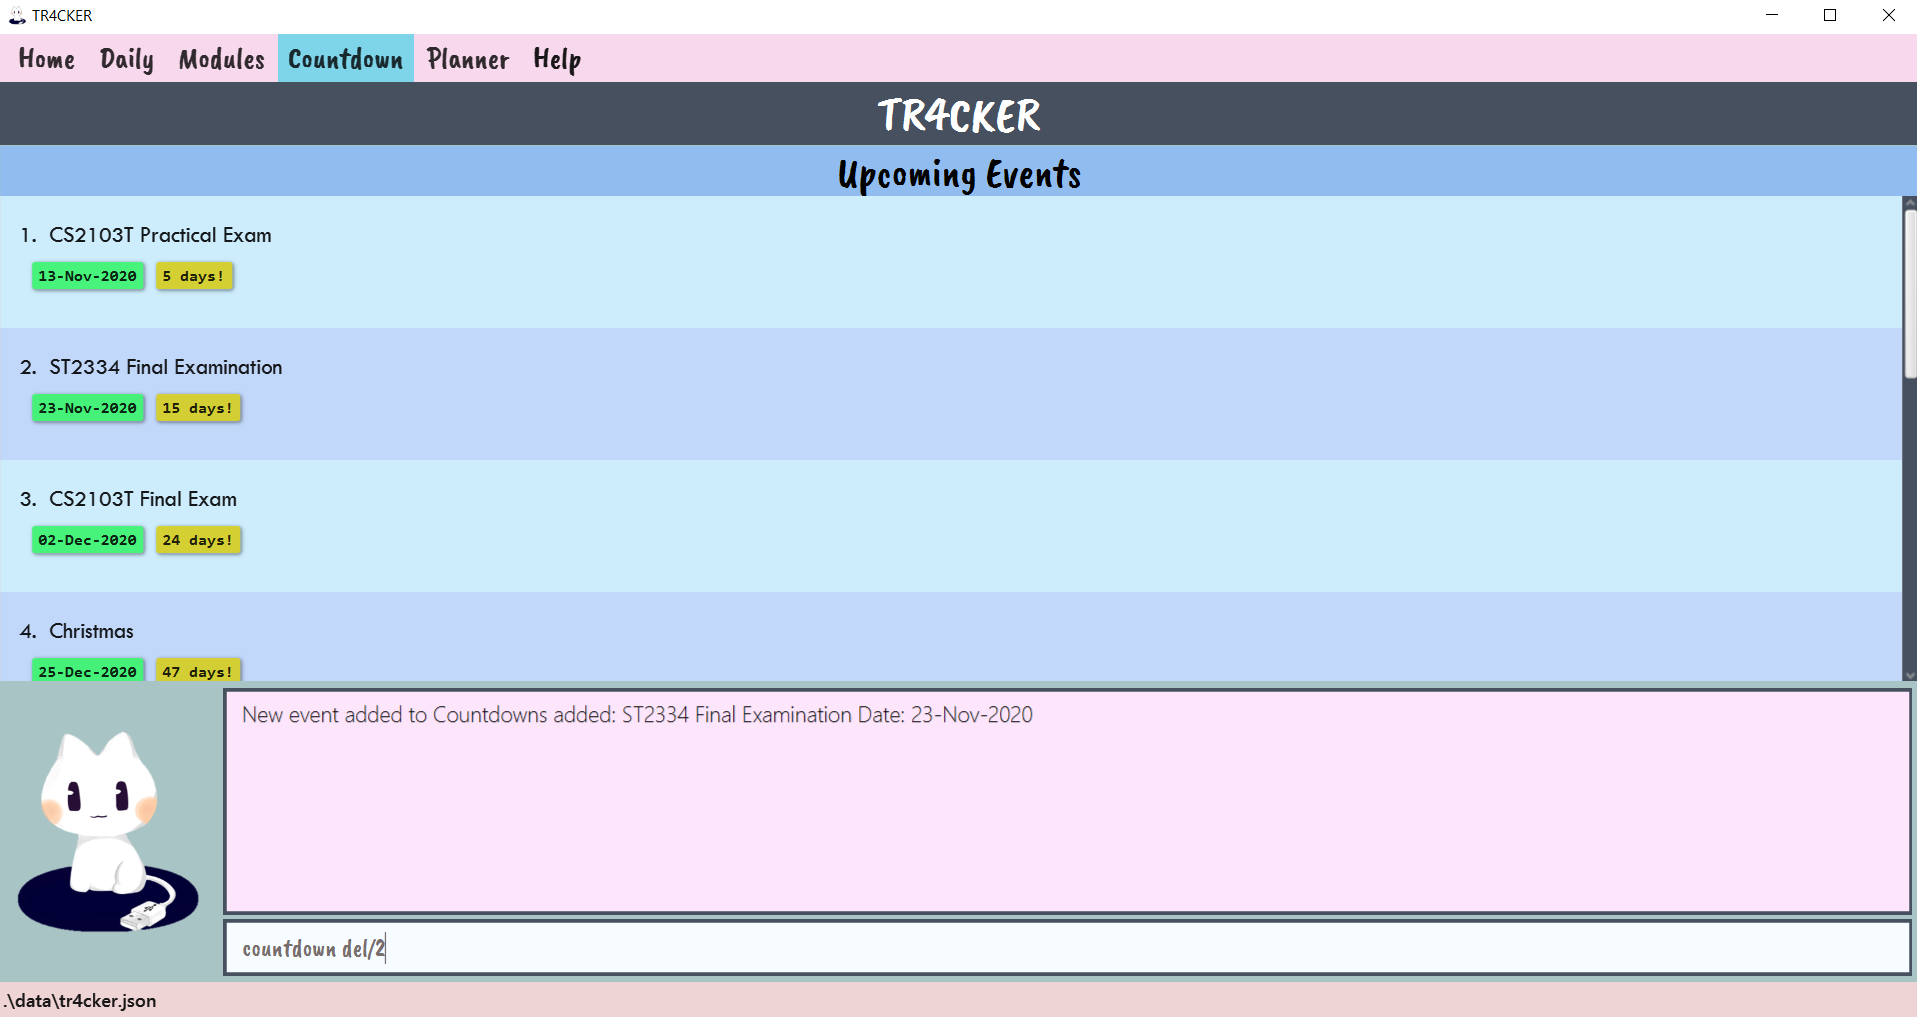 TR4CKER
Home Daily Modules Countdown Planner Help
TR4CKER
Upcoming Events
1. CS2103T Practical Exam
13-Nov-2020 5 days!
2. ST2334 Final Examination
23-Nov-2020 15 days!
3. CS2103T Final Exam
02-Dec-2020 24 days!
4. Christmas
25-Dec-2020 47 days!
New event added to Countdowns added: ST2334 Final Examination Date: 23-Nov-2020
countdown del/2
.\data\tr4cker.json